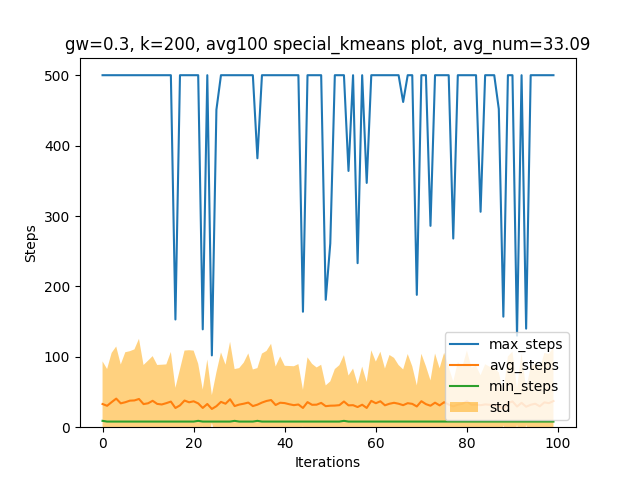 gw=0.3, k=200, avg100 special_kmeans plot, avg_num=33.09
500
400
300
200
100
0
Steps
0 20 40 60 80 100
Iterations
max_steps
avg_steps
min_steps
std